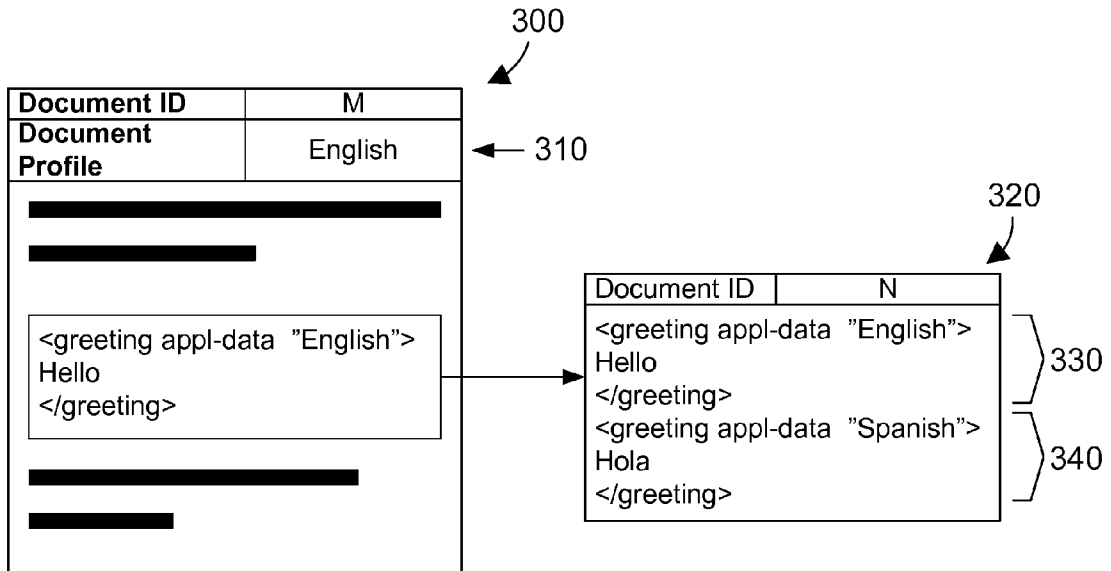 300
Document ID M
Document
Profile
English
310
<greeting appl-data ”English”>
Hello
</greeting>
320
Document ID N
<greeting appl-data ”English”>
Hello
</greeting>
330
<greeting appl-data ”Spanish”>
Hola
</greeting>
340